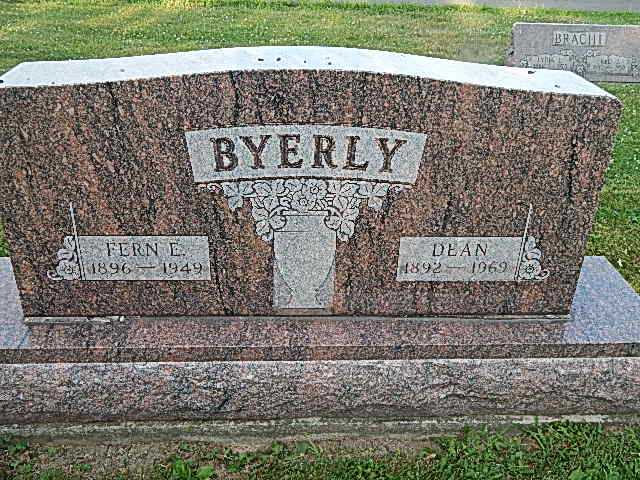 BRACHT
BYERLY
FERN E.
1896 — 1949
DEAN
1892 — 1969